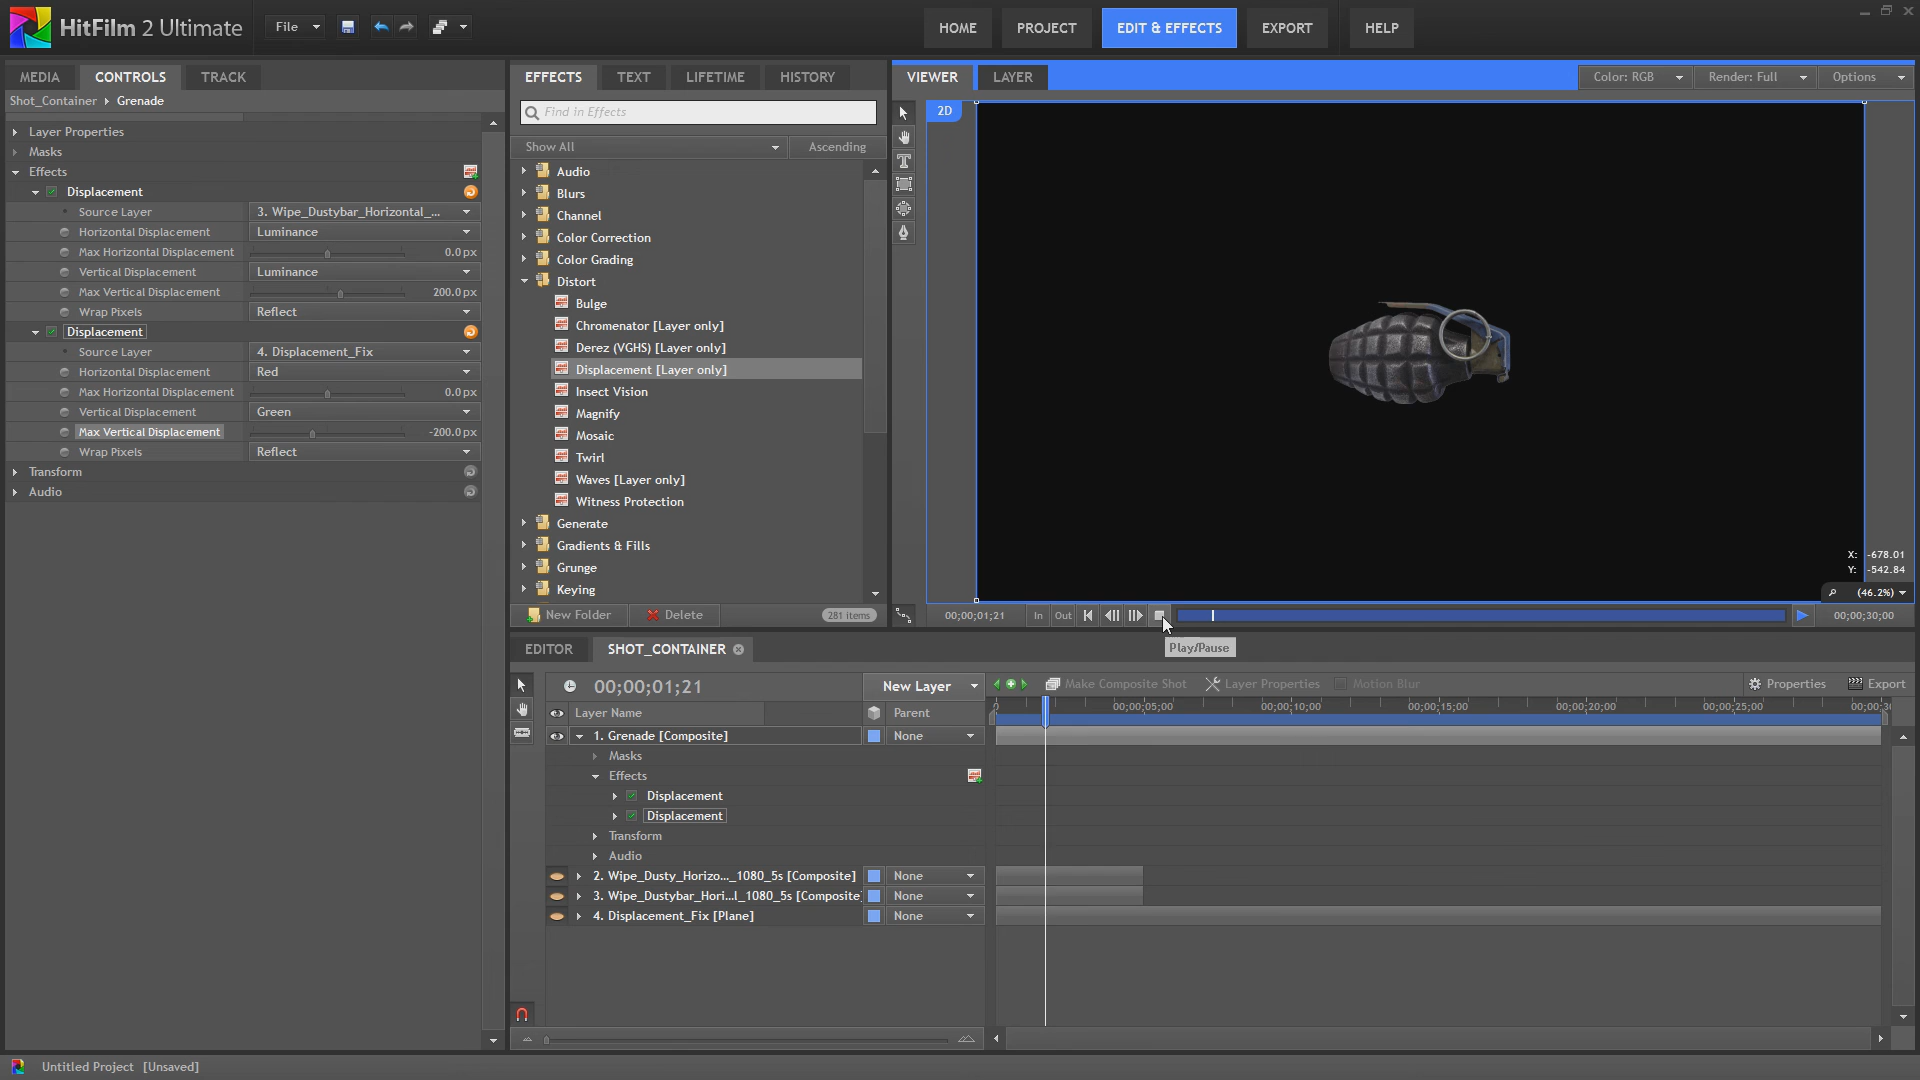 HitFilm 2 Ultimate
File
HOME
PROJECT
EDIT & EFFECTS
EXPORT
HELP
MEDIA
CONTROLS
TRACK
Shot_Container
Grenade
Layer Properties
Masks
Effects
Displacement
Source Layer
3. Wipe_Dustybar_Horizontal_...
Horizontal Displacement
Luminance
Max Horizontal Displacement
0.0 px
Vertical Displacement
Luminance
Max Vertical Displacement
200.0 px
Wrap Pixels
Reflect
Displacement
Source Layer
4. Displacement_Fix
Horizontal Displacement
Red
Max Horizontal Displacement
0.0 px
Vertical Displacement
Green
Max Vertical Displacement
-200.0 px
Wrap Pixels
Reflect
Transform
Audio
EFFECTS
TEXT
LIFETIME
HISTORY
Find in Effects
Show All
Ascending
Audio
Blurs
Channel
Color Correction
Color Grading
Distort
Bulge
Chromenator [Layer only]
Derez (VGHS) [Layer only]
Displacement [Layer only]
Insect Vision
Magnify
Mosaic
Twirl
Waves [Layer only]
Witness Protection
Generate
Gradients & Fills
Grunge
Keying
New Folder
Delete
281 items
VIEWER
LAYER
Color: RGB
Render: Full
Options
2D
X: -678.01
Y: -542.84
(46.2%)
00;00;01;21
In
Out
00;00;30;00
Play/Pause
EDITOR
SHOT_CONTAINER
00;00;01;21
New Layer
Make Composite Shot
Layer Properties
Motion Blur
Properties
Export
Layer Name
Parent
0
00;00;05;00
00;00;10;00
00;00;15;00
00;00;20;00
00;00;25;00
00;00;3
1. Grenade [Composite]
None
Masks
Effects
Displacement
Displacement
Transform
Audio
2. Wipe_Dusty_Horizo..._1080_5s [Composite]
None
3. Wipe_Dustybar_Hori...l_1080_5s [Composite
None
4. Displacement_Fix [Plane]
None
Untitled Project [Unsaved]